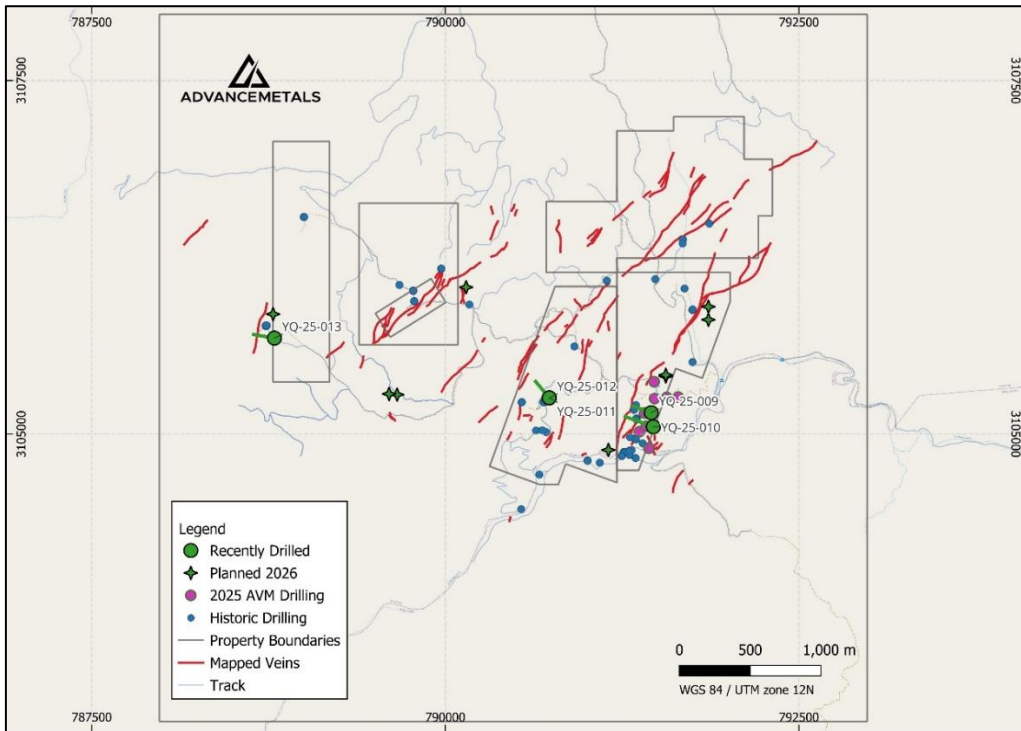 787500
790000
792500
3107500
3107500
ADVANCEMETALS
YQ-25-013
YQ-25-012
YQ-25-011
YQ-25-009
YQ-25-010
3105000
3105000
Legend
Recently Drilled
Planned 2026
2025 AVM Drilling
Historic Drilling
Property Boundaries
Mapped Veins
Track
0 500 1,000 m
WGS 84 / UTM zone 12N
787500
790000
792500